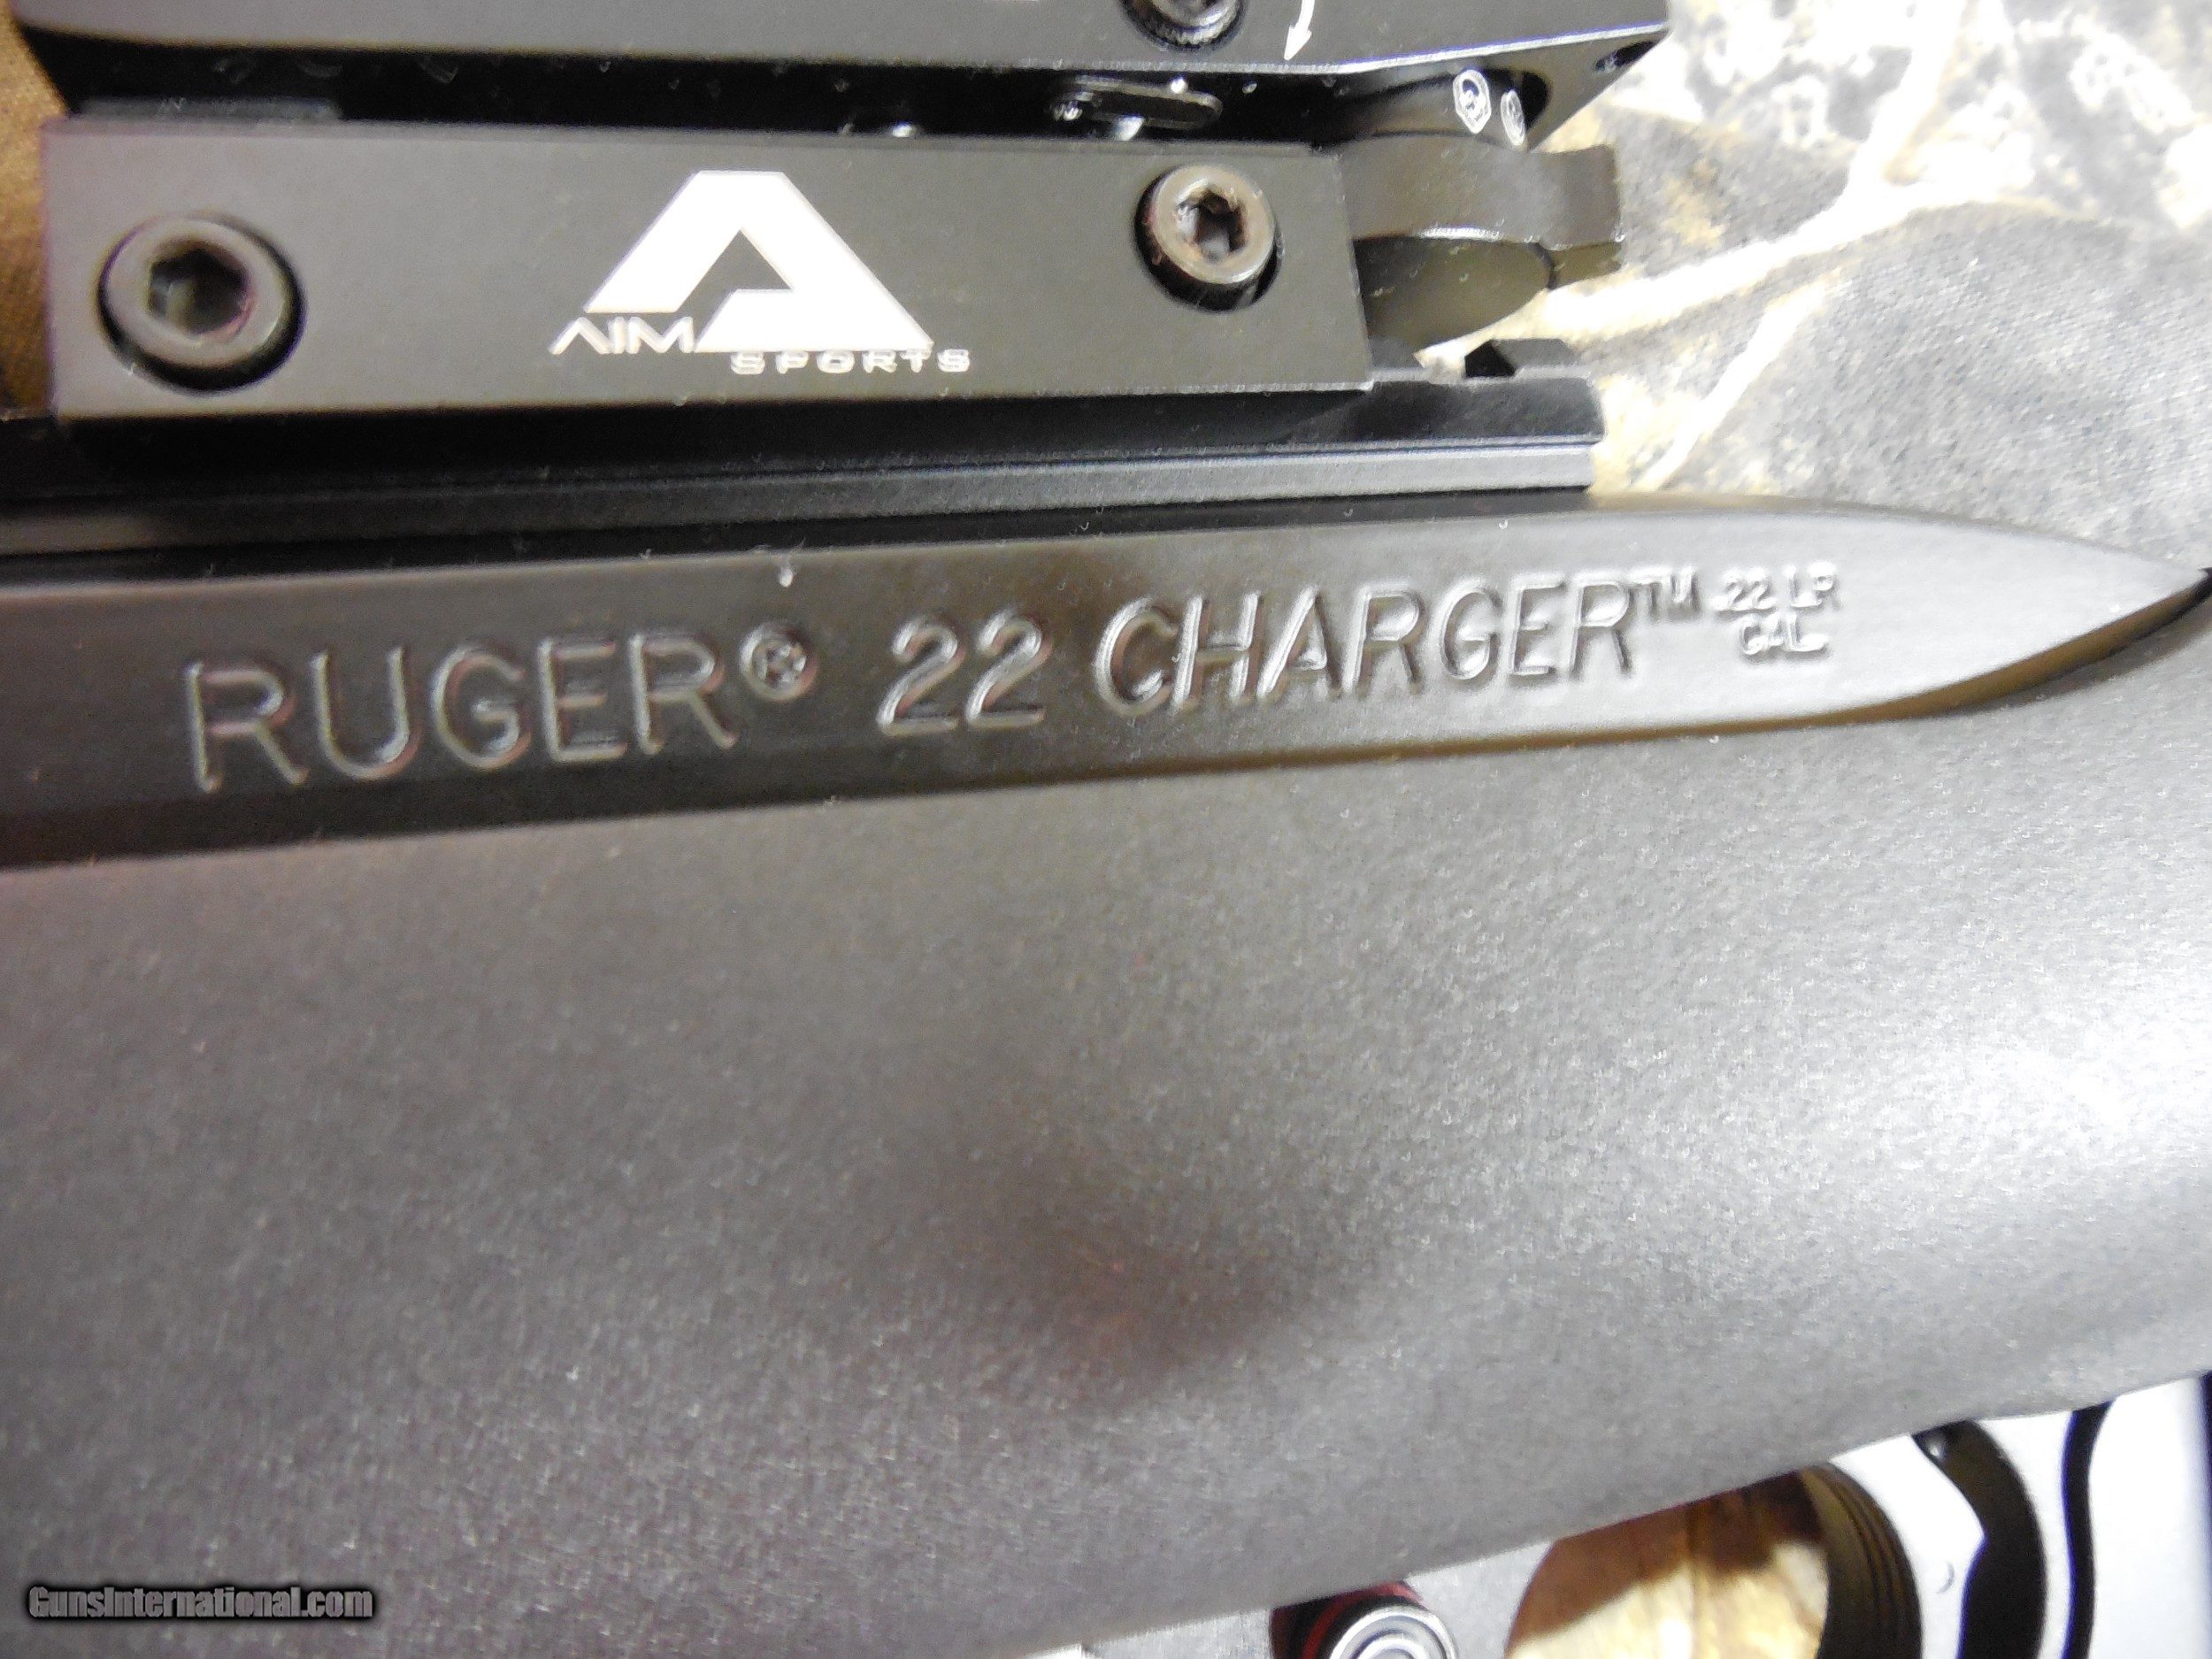 AIM
SPORTS
RUGER® 22 CHARGER™ .22 LR
CAL.
GunsInternational.com